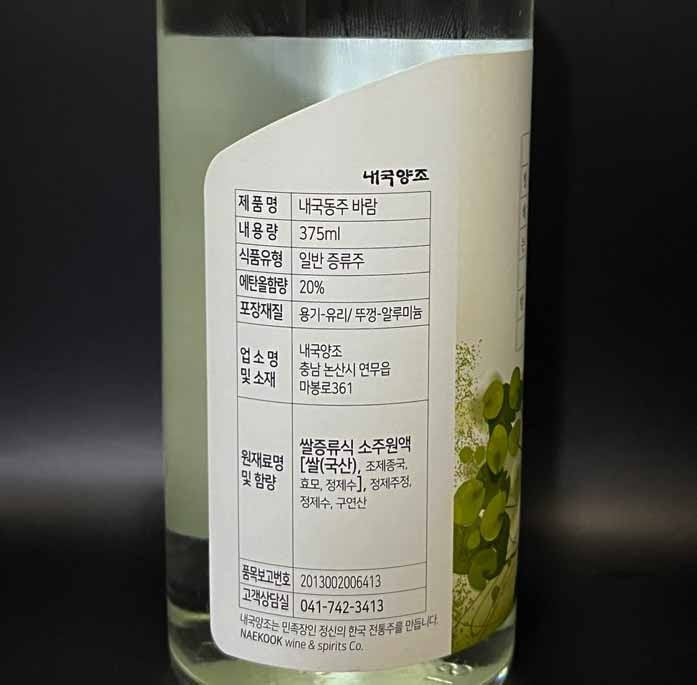 내국양조
제품명 내국동주 바람
내용량 375ml
식품유형 일반 증류주
에탄올함량 20%
포장재질 용기-유리/ 뚜껑-알루미늄
업소명
및 소재
내국양조
충남 논산시 연무읍
마봉로361
원재료명
및 함량
쌀증류식 소주원액
[쌀(국산), 조제종국,
효모, 정제수], 정제주정,
정제수, 구연산
품목보고번호 2013002006413
고객상담실 041-742-3413
내국양조는 민족장인 정신의 한국 전통주를 만듭니다.
NAEKOOK wine & spirits Co.